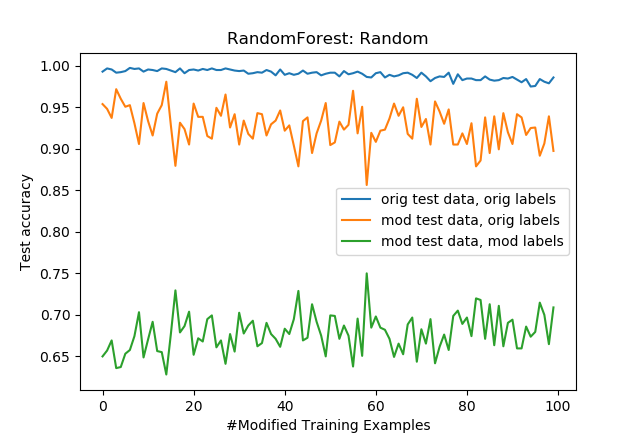 RandomForest: Random
1.00
0.95
0.90
0.85
0.80
0.75
0.70
0.65
Test accuracy
orig test data, orig labels
mod test data, orig labels
mod test data, mod labels
0 20 40 60 80 100
#Modified Training Examples